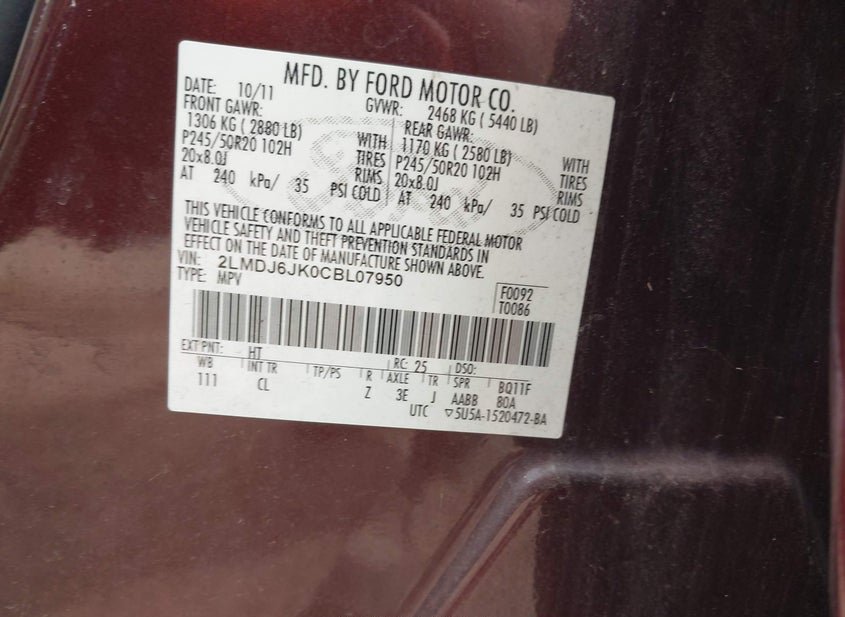 MFD. BY FORD MOTOR CO.
DATE: 10/11 GVWR: 2468 KG ( 5440 LB)
FRONT GAWR: REAR GAWR:
1306 KG ( 2880 LB) WITH 1170 KG ( 2580 LB) WITH
P245/50R20 102H TIRES P245/50R20 102H TIRES
20x8.0J RIMS 20x8.0J RIMS
AT 240 kPa/ 35 PSI COLD AT 240 kPa/ 35 PSI COLD
THIS VEHICLE CONFORMS TO ALL APPLICABLE FEDERAL MOTOR
VEHICLE SAFETY AND THEFT PREVENTION STANDARDS IN
EFFECT ON THE DATE OF MANUFACTURE SHOWN ABOVE.
VIN: 2LMDJ6JK0CBL07950
TYPE: MPV
F0092
T0086
EXT PNT: HT RC: 25 DSO:
WB INT TR TP/PS R AXLE TR SPR BQ11F
111 CL Z 3E J AABB 80A
UTC ▽5U5A-1520472-BA